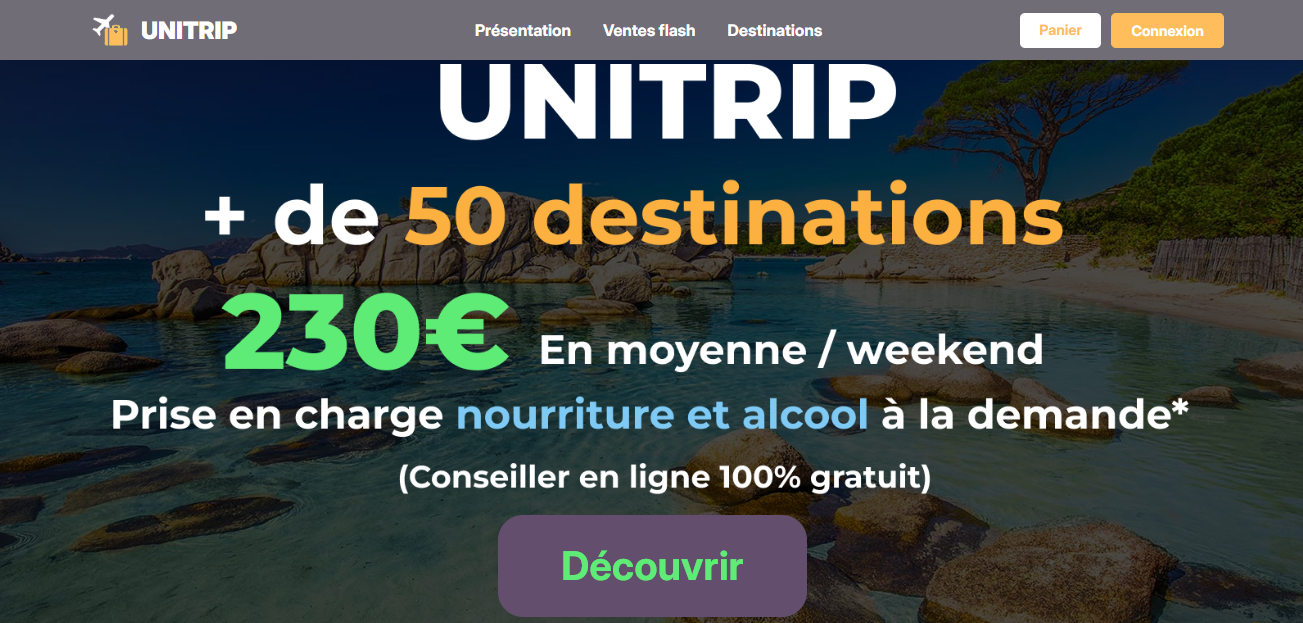 UNITRIP
Présentation Ventes flash Destinations
Panier Connexion
UNITRIP
+ de 50 destinations
230€ En moyenne / weekend
Prise en charge nourriture et alcool à la demande*
(Conseiller en ligne 100% gratuit)
Découvrir